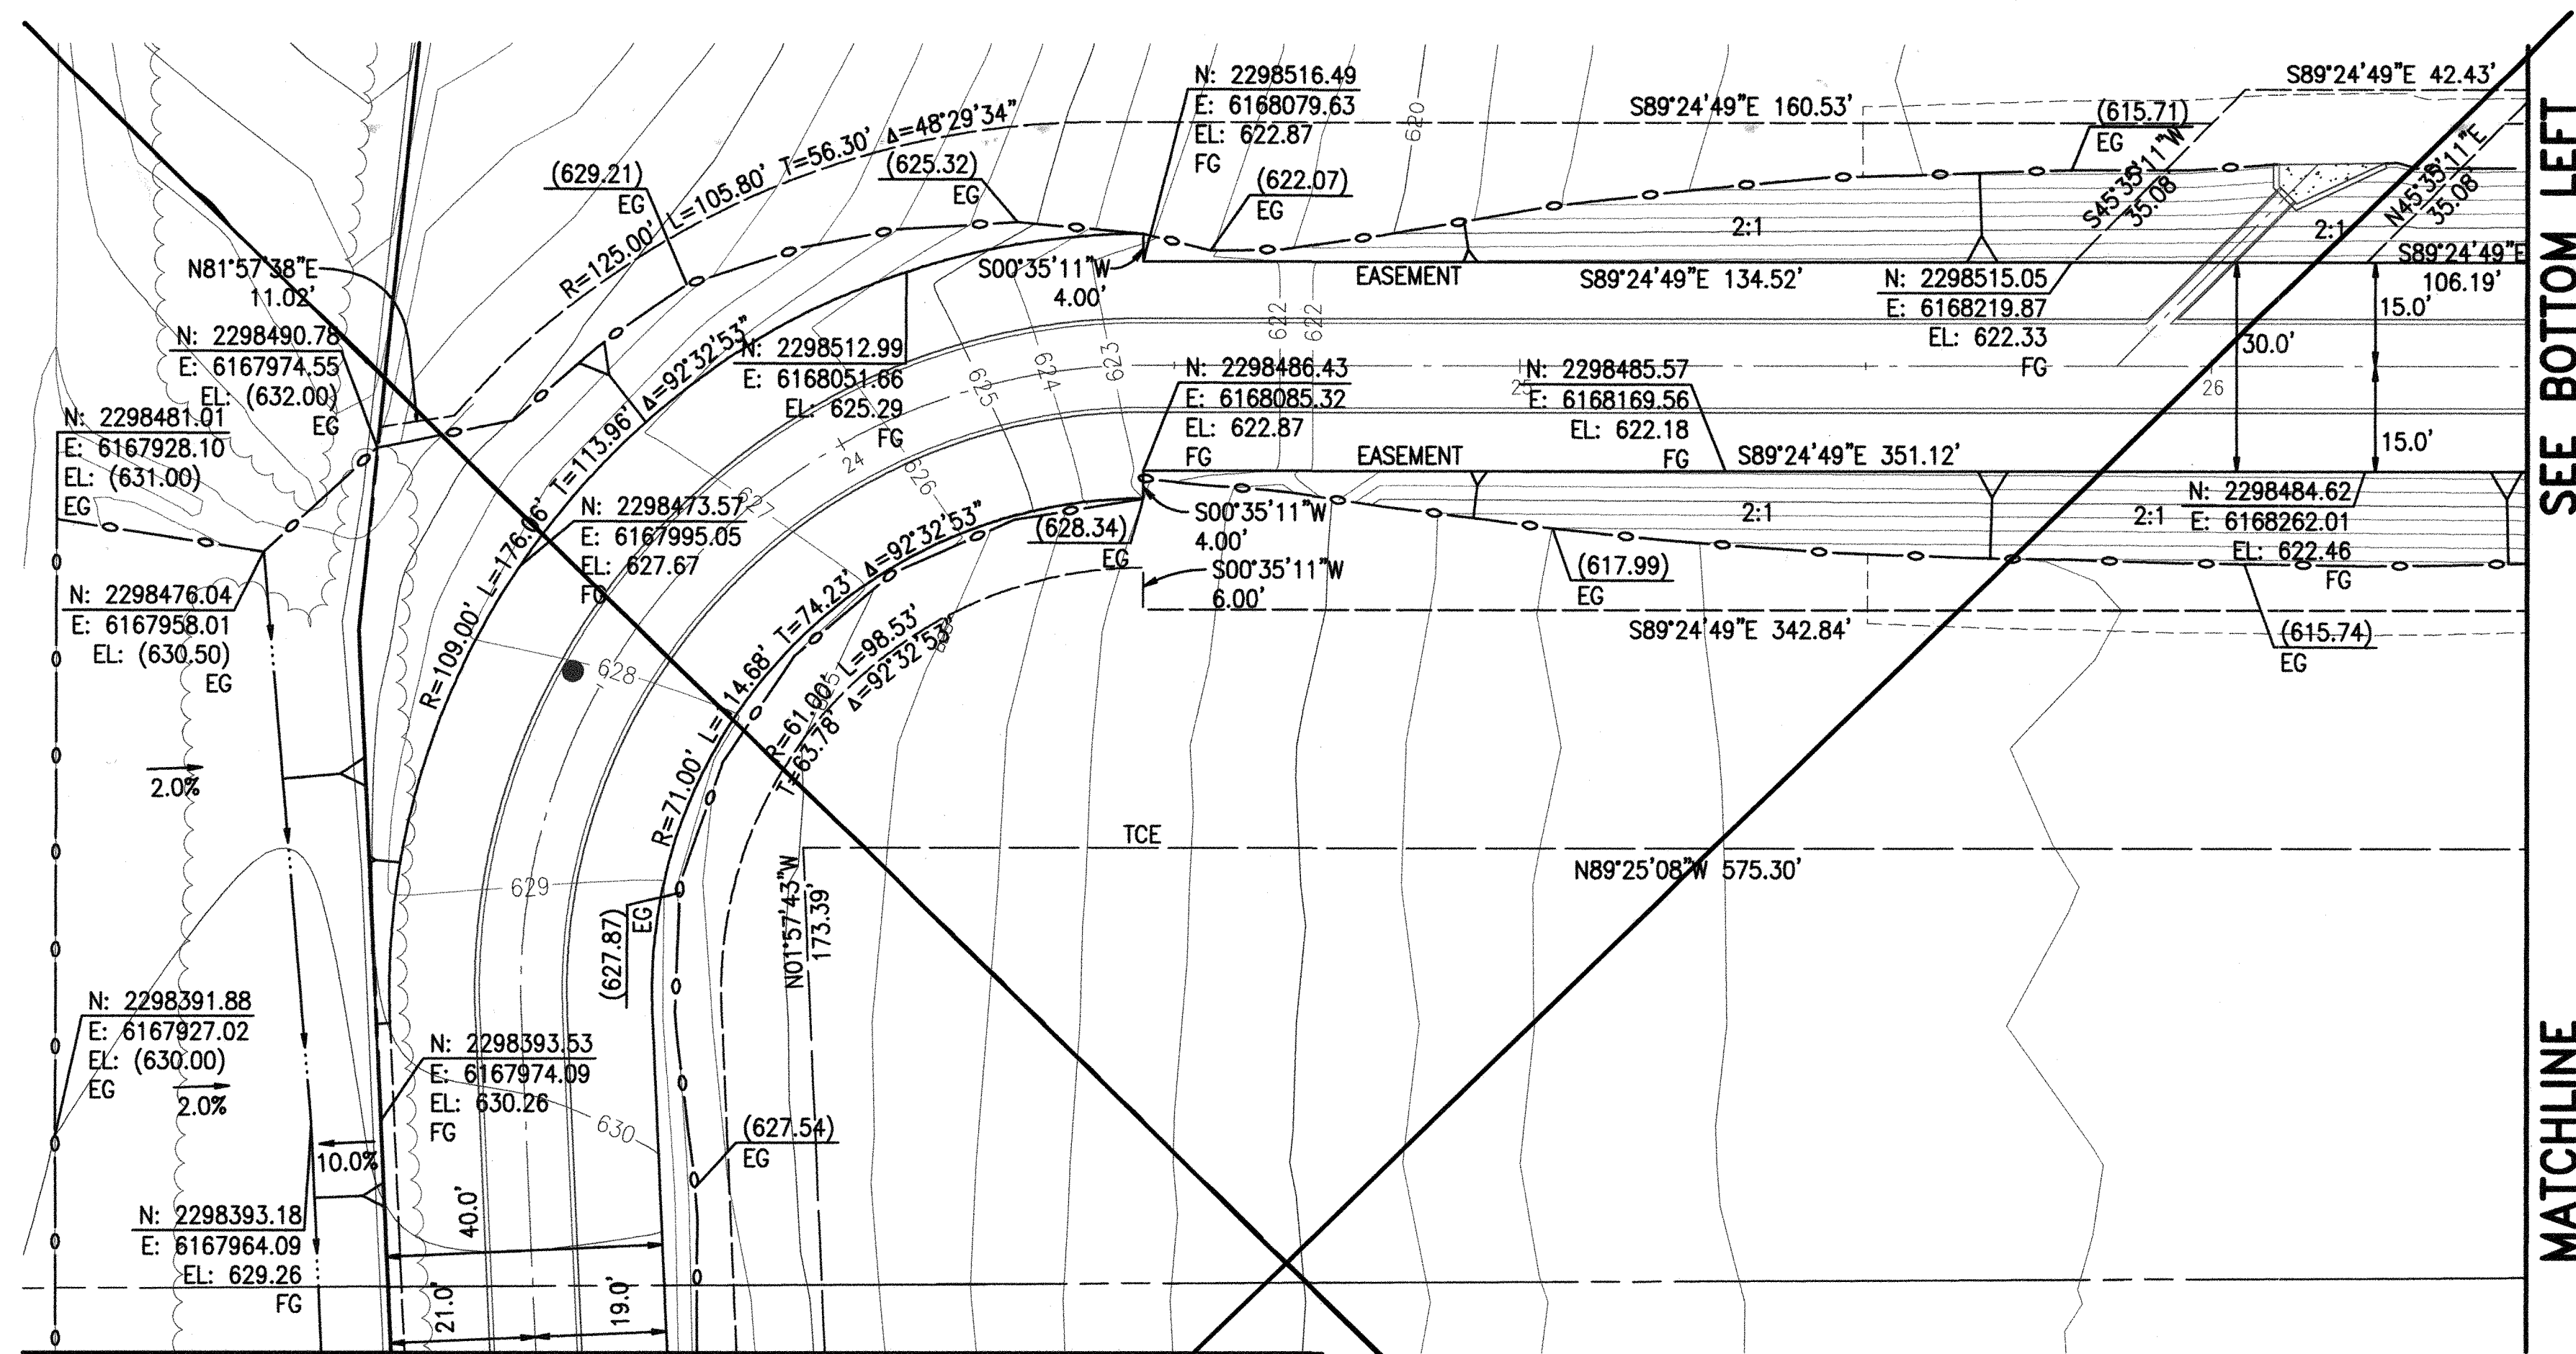 N: 2298516.49
E: 6168079.63
EL: 622.87
FG
S89°24'49"E 160.53'
S89°24'49"E 42.43'
(615.71)
EG
S45°35'11"W
35.08'
N45°35'11"E
35.08'
620
R=125.00' L=105.80' T=56.30' Δ=48°29'34"
(629.21)
EG
(625.32)
EG
(622.07)
EG
2:1
2:1
S89°24'49"E
106.19'
N81°57'38"E
11.02'
S00°35'11"W
4.00'
EASEMENT
S89°24'49"E 134.52'
N: 2298515.05
E: 6168219.87
EL: 622.33
FG
15.0'
30.0'
15.0'
N: 2298490.78
E: 6167974.55
EL: (632.00)
EG
N: 2298512.99
E: 6168051.66
EL: 625.29
FG
622
622
623
624
625
626
627
24
25
26
N: 2298486.43
E: 6168085.32
EL: 622.87
FG
N: 2298485.57
E: 6168169.56
EL: 622.18
FG
EASEMENT
S89°24'49"E 351.12'
N: 2298481.01
E: 6167928.10
EL: (631.00)
EG
R=109.00' L=176.06' T=113.96' Δ=92°32'53"
N: 2298473.57
E: 6167995.05
EL: 627.67
FG
(628.34)
EG
S00°35'11"W
4.00'
S00°35'11"W
6.00'
2:1
2:1
N: 2298484.62
E: 6168262.01
EL: 622.46
FG
(617.99)
EG
S89°24'49"E 342.84'
(615.74)
EG
N: 2298476.04
E: 6167958.01
EL: (630.50)
EG
R=71.00' L=114.68' T=74.23' Δ=92°32'53"
R=61.00' L=98.53'
T=63.78' Δ=92°32'53"
628
2.0%
TCE
N89°25'08"W 575.30'
629
(627.87)
EG
N01°57'43"W
173.39'
N: 2298391.88
E: 6167927.02
EL: (630.00)
EG
2.0%
N: 2298393.53
E: 6167974.09
EL: 630.26
FG
630
(627.54)
EG
10.0%
N: 2298393.18
E: 6167964.09
EL: 629.26
FG
40.0'
21.0'
19.0'
SEE BOTTOM LEFT
MATCHLINE